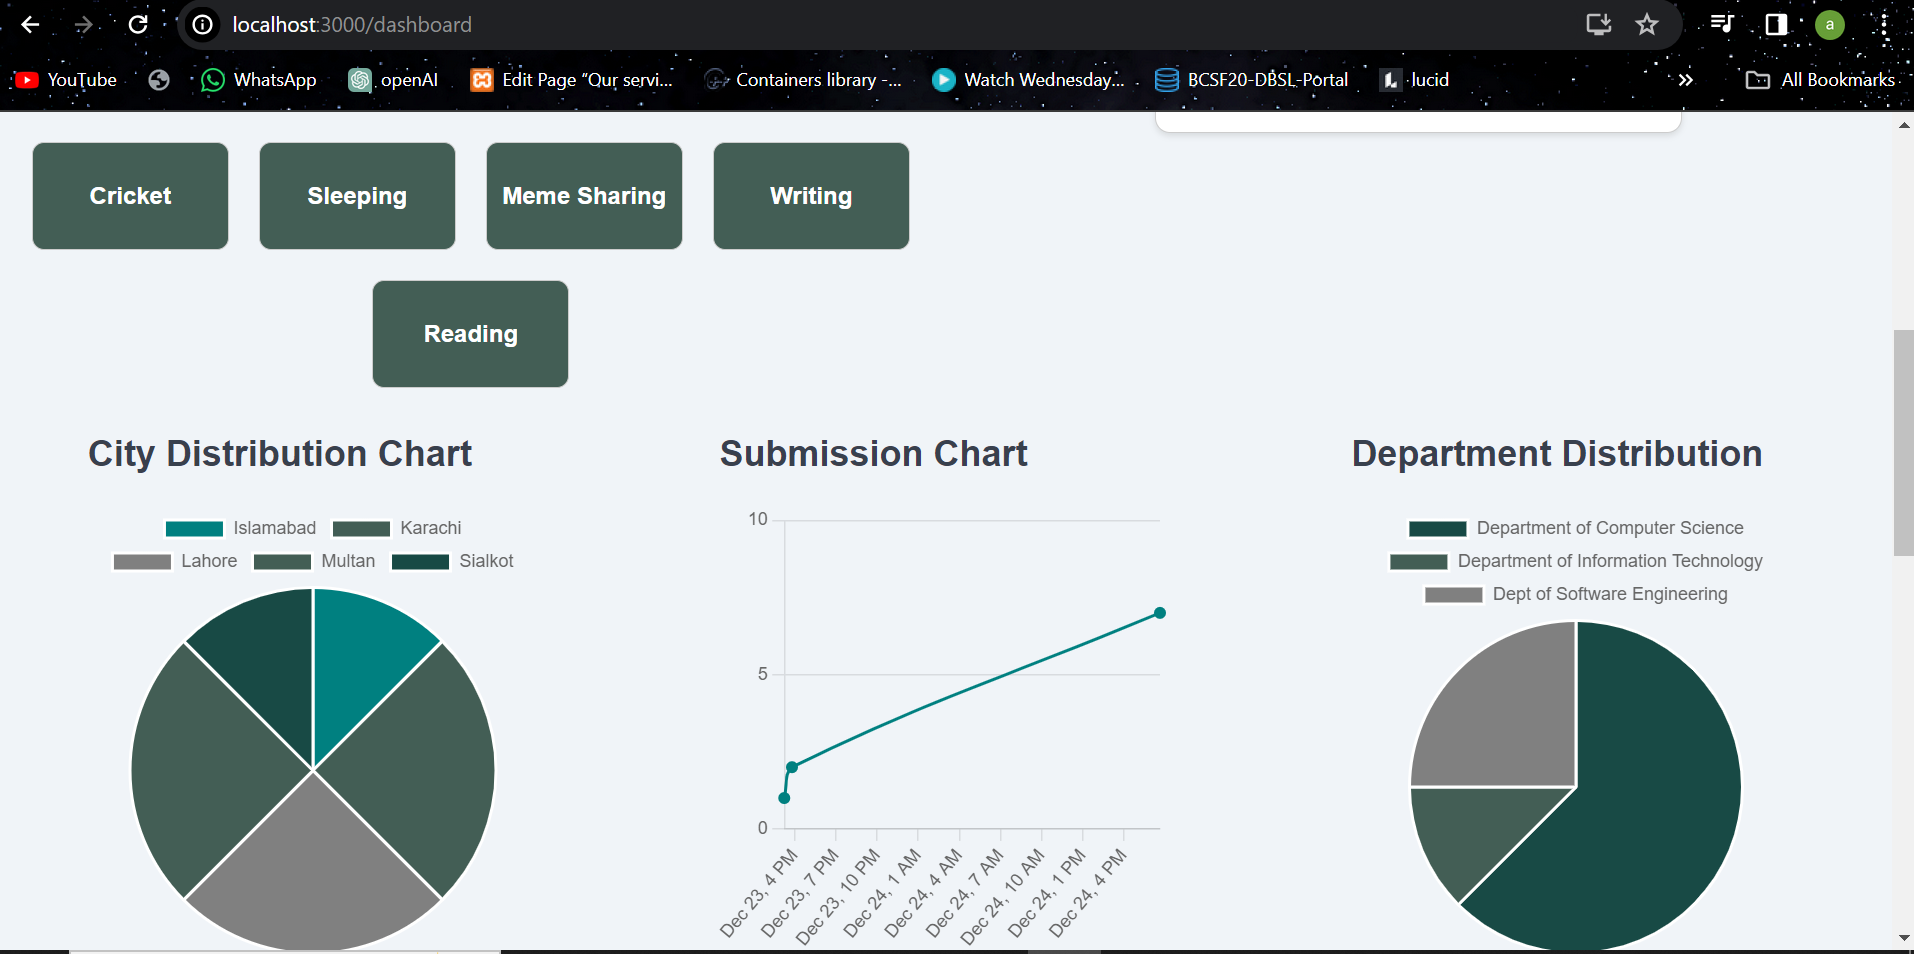 localhost:3000/dashboard
a
YouTube WhatsApp openAI Edit Page “Our servi... Containers library -... Watch Wednesday... BCSF20-DBSL-Portal lucid » All Bookmarks
Cricket Sleeping Meme Sharing Writing
Reading
City Distribution Chart
Islamabad Karachi
Lahore Multan Sialkot
Submission Chart
10
5
0
Dec 23, 4 PM
Dec 23, 7 PM
Dec 23, 10 PM
Dec 24, 1 AM
Dec 24, 4 AM
Dec 24, 7 AM
Dec 24, 10 AM
Dec 24, 1 PM
Dec 24, 4 PM
Department Distribution
Department of Computer Science
Department of Information Technology
Dept of Software Engineering